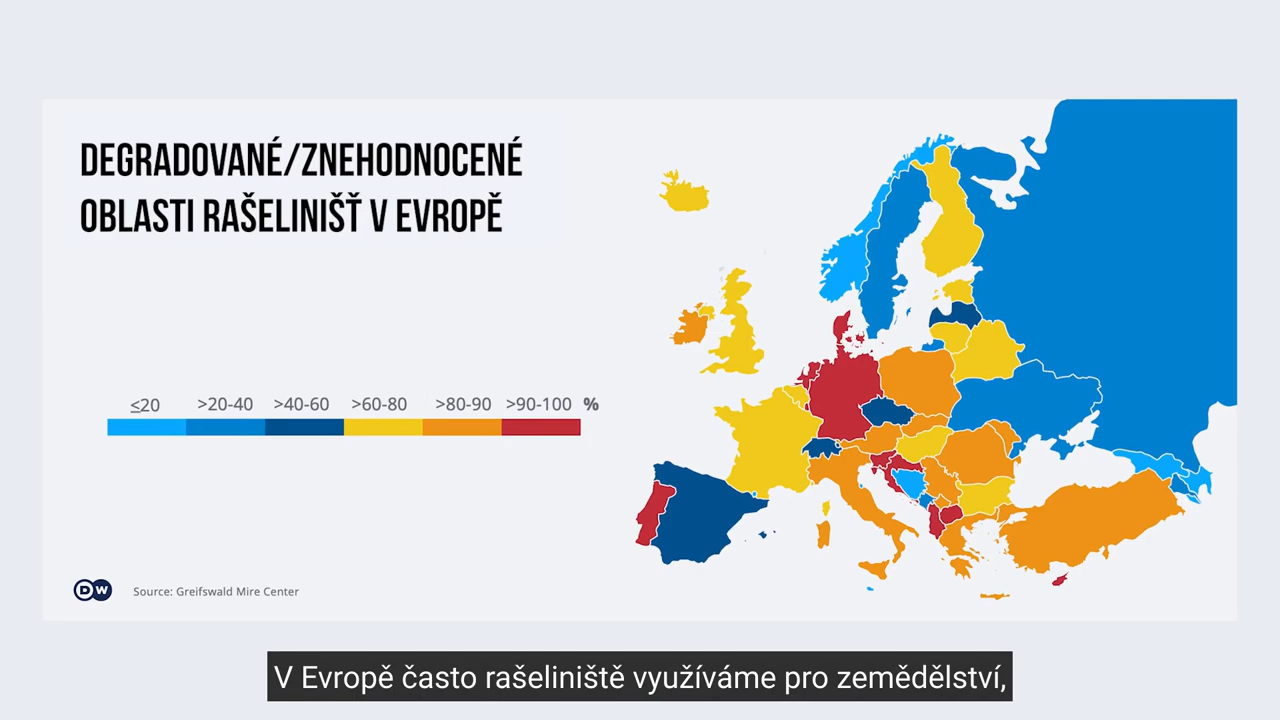 DEGRADOVANÉ/ZNEHODNOCENÉ
OBLASTI RAŠELINIŠŤ V EVROPĚ
≤20 >20-40 >40-60 >60-80 >80-90 >90-100 %
DW Source: Greifswald Mire Center
V Evropě často rašeliniště využíváme pro zemědělství,